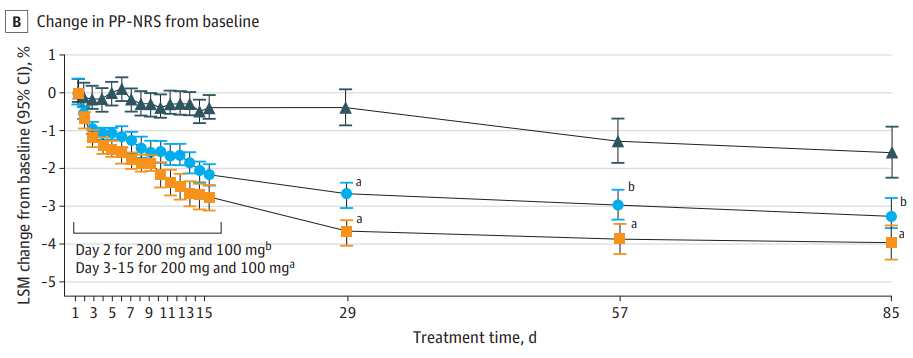 B Change in PP-NRS from baseline
LSM change from baseline (95% CI), %
1
0
-1
-2
-3
-4
-5
a
a
b
a
b
a
Day 2 for 200 mg and 100 mgb
Day 3-15 for 200 mg and 100 mga
1 3 5 7 9 11 13 15 29 57 85
Treatment time, d